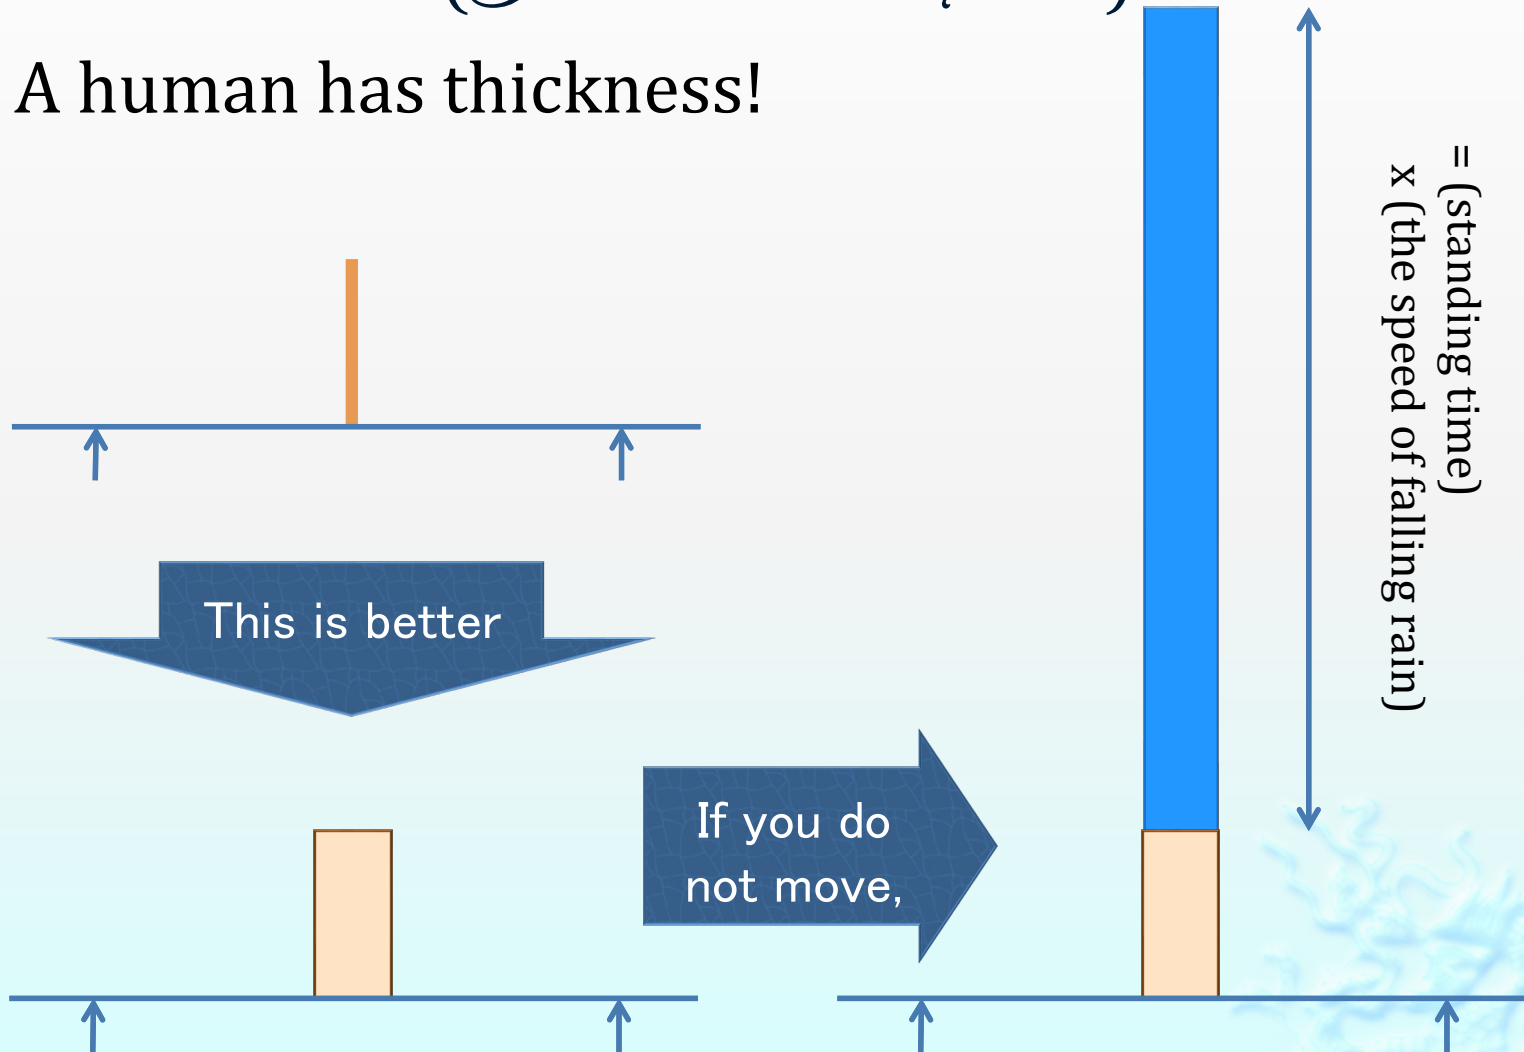 A human has thickness!
This is better
If you do
not move,
= (standing time)
x (the speed of falling rain)